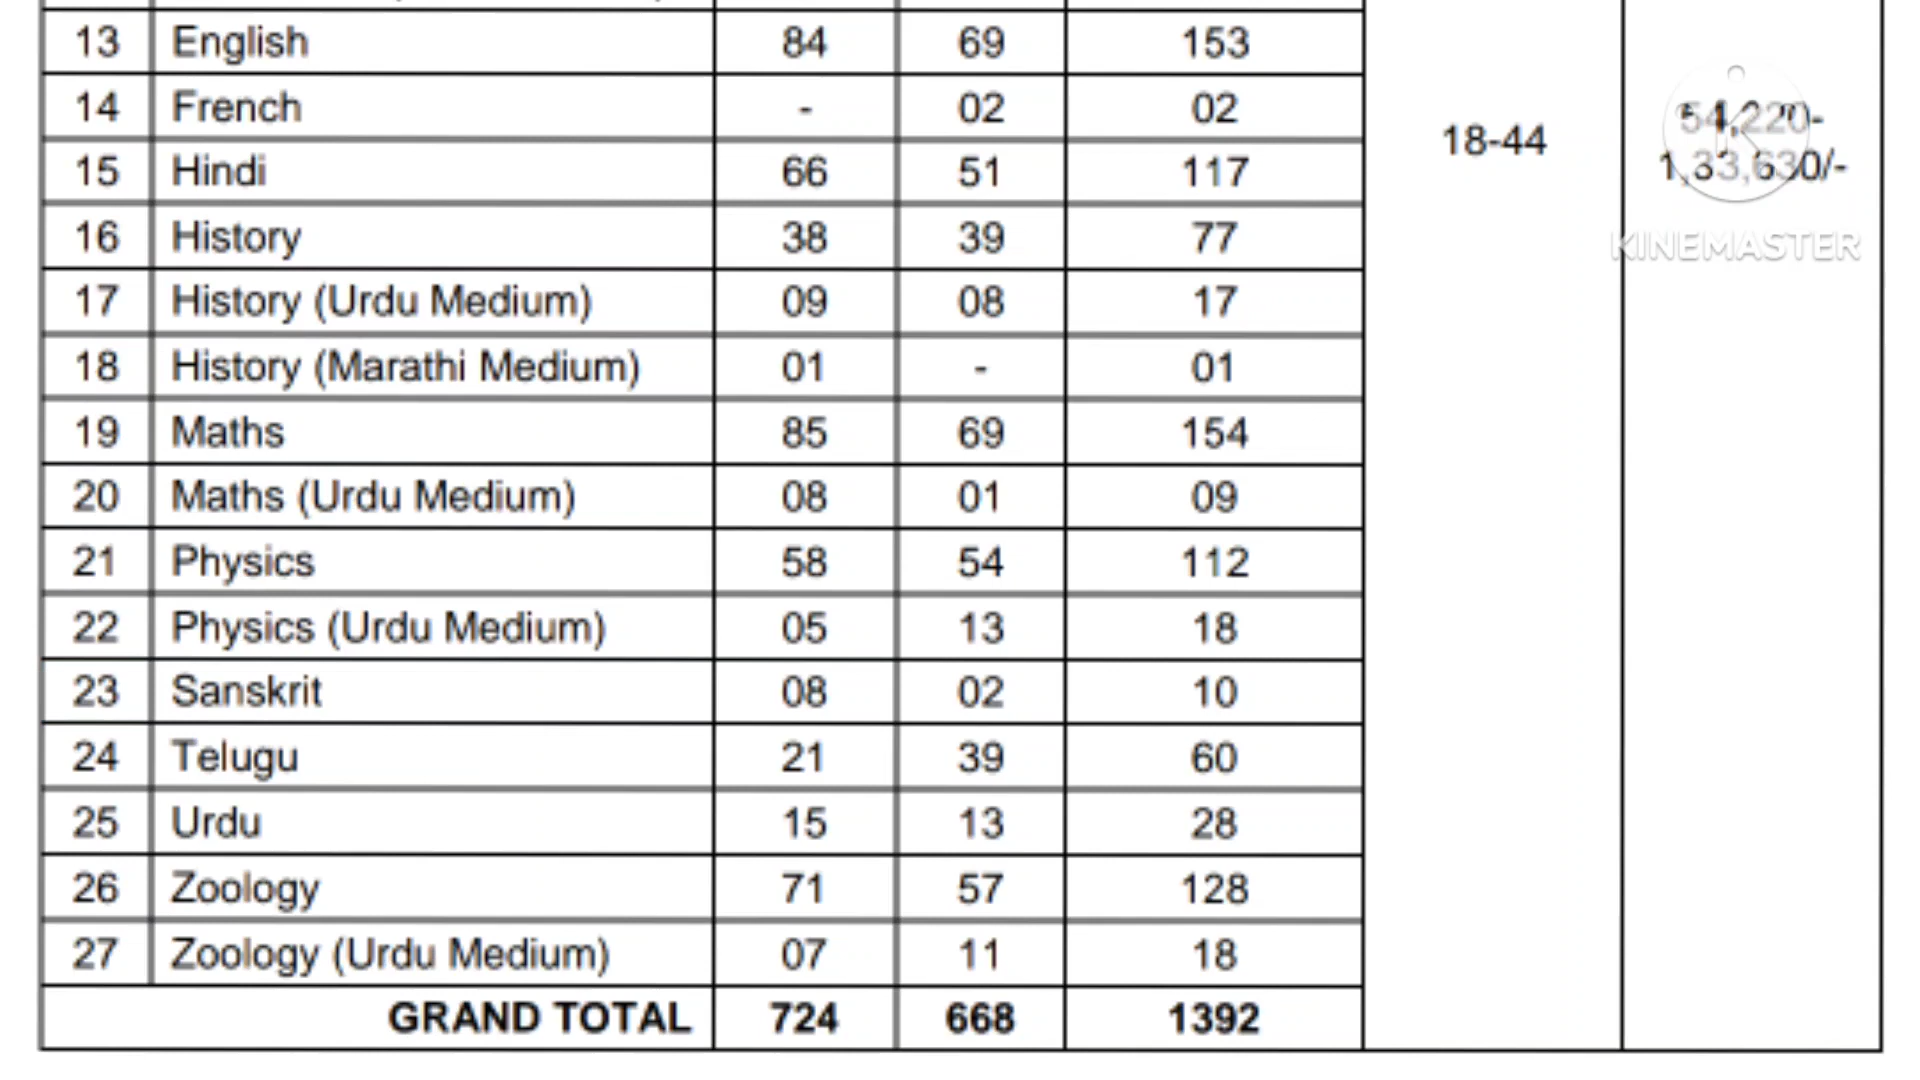 13 English 84 69 153
14 French - 02 02
15 Hindi 66 51 117
16 History 38 39 77
17 History (Urdu Medium) 09 08 17
18 History (Marathi Medium) 01 - 01
19 Maths 85 69 154
20 Maths (Urdu Medium) 08 01 09
21 Physics 58 54 112
22 Physics (Urdu Medium) 05 13 18
23 Sanskrit 08 02 10
24 Telugu 21 39 60
25 Urdu 15 13 28
26 Zoology 71 57 128
27 Zoology (Urdu Medium) 07 11 18
GRAND TOTAL 724 668 1392
18-44
54,220-
1,33,630/-
KINEMASTER